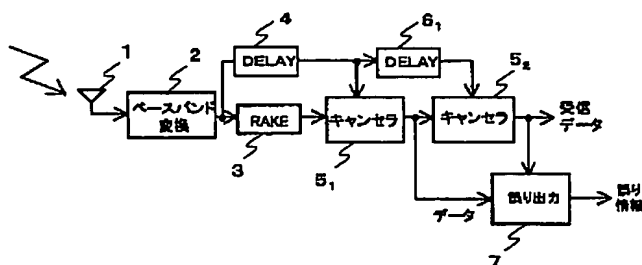 1
2
ベースバンド
変換
4
DELAY
RAKE
3
キャンセラ
5₁
6₁
DELAY
5₂
キャンセラ
受信
データ
データ
誤り出力
7
誤り
情報